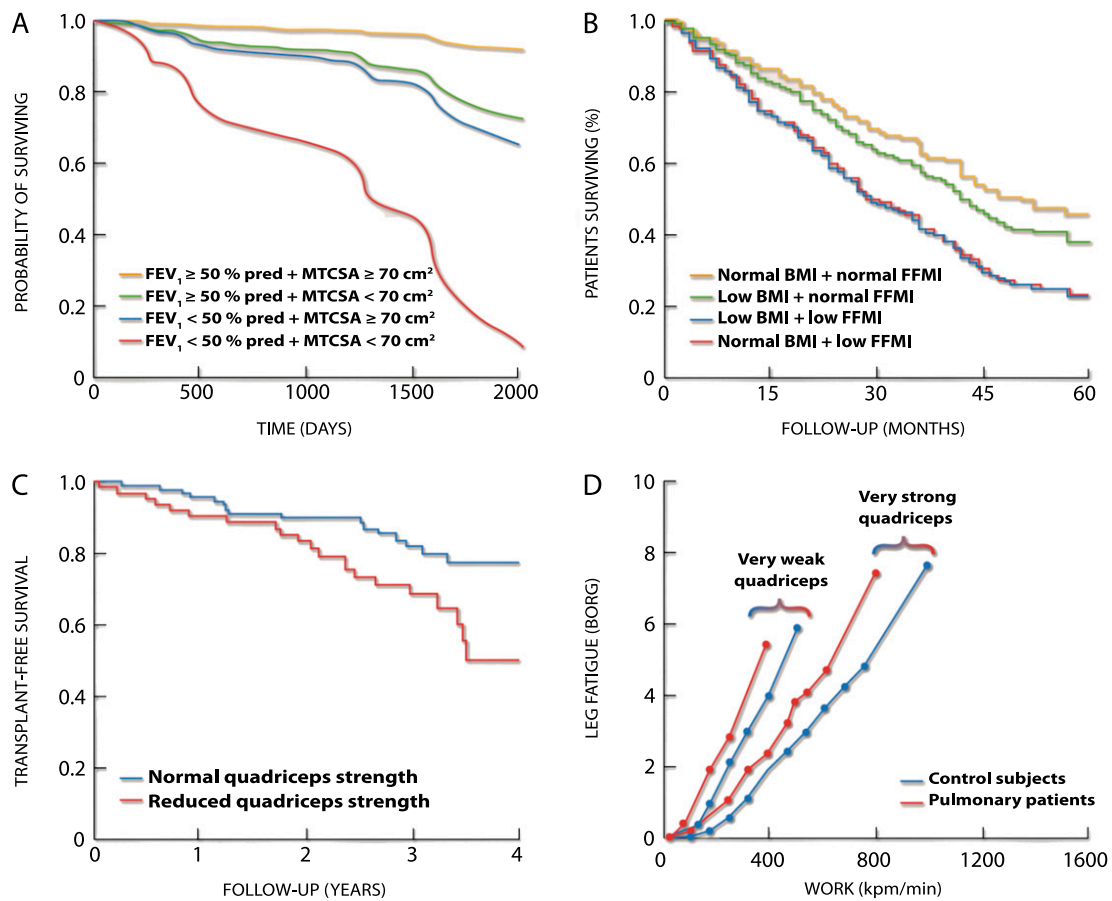 A
PROBABILITY OF SURVIVING
1.0
0.8
0.6
0.4
0.2
0
FEV₁ ≥ 50 % pred + MTCSA ≥ 70 cm²
FEV₁ ≥ 50 % pred + MTCSA < 70 cm²
FEV₁ < 50 % pred + MTCSA ≥ 70 cm²
FEV₁ < 50 % pred + MTCSA < 70 cm²
0 500 1000 1500 2000
TIME (DAYS)
B
PATIENTS SURVIVING (%)
1.0
0.8
0.6
0.4
0.2
0
Normal BMI + normal FFMI
Low BMI + normal FFMI
Low BMI + low FFMI
Normal BMI + low FFMI
0 15 30 45 60
FOLLOW-UP (MONTHS)
C
TRANSPLANT-FREE SURVIVAL
1.0
0.8
0.6
0.4
0.2
0
Normal quadriceps strength
Reduced quadriceps strength
0 1 2 3 4
FOLLOW-UP (YEARS)
D
LEG FATIGUE (BORG)
10
8
6
4
2
0
Very strong
quadriceps
Very weak
quadriceps
Control subjects
Pulmonary patients
0 400 800 1200 1600
WORK (kpm/min)